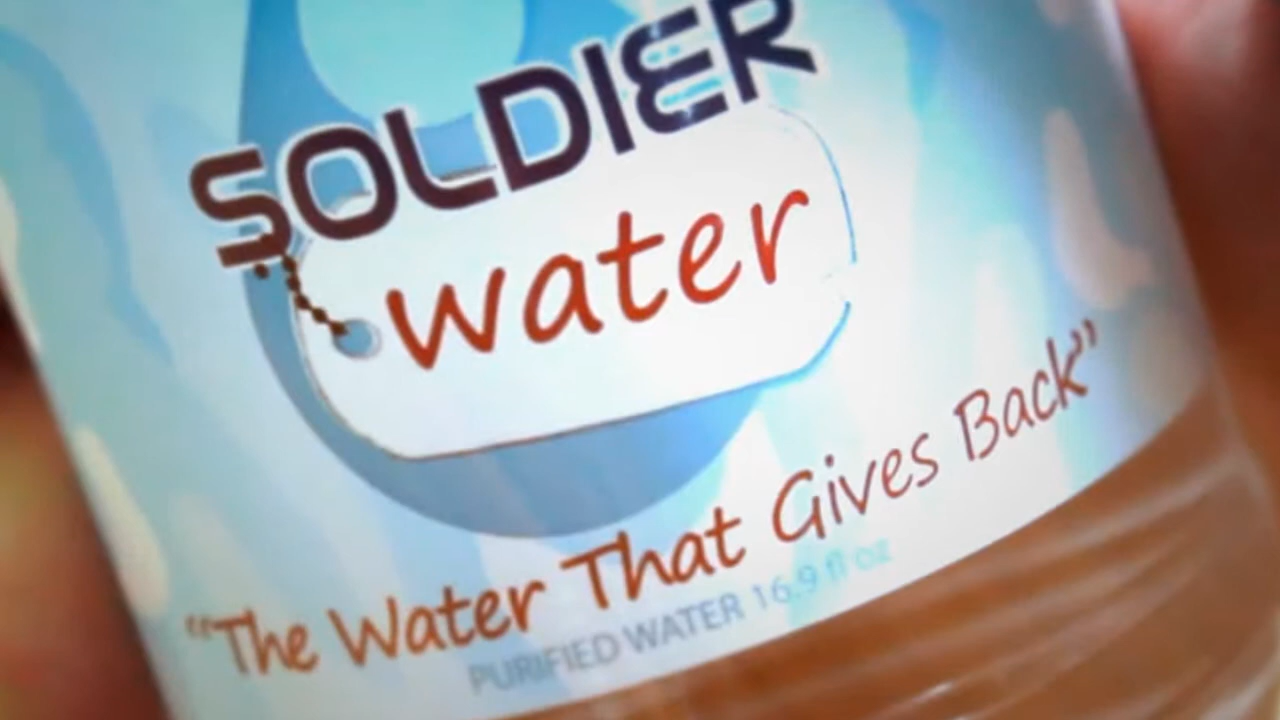 SOLDIER
water
“The Water That Gives Back”
PURIFIED WATER 16.9 fl oz